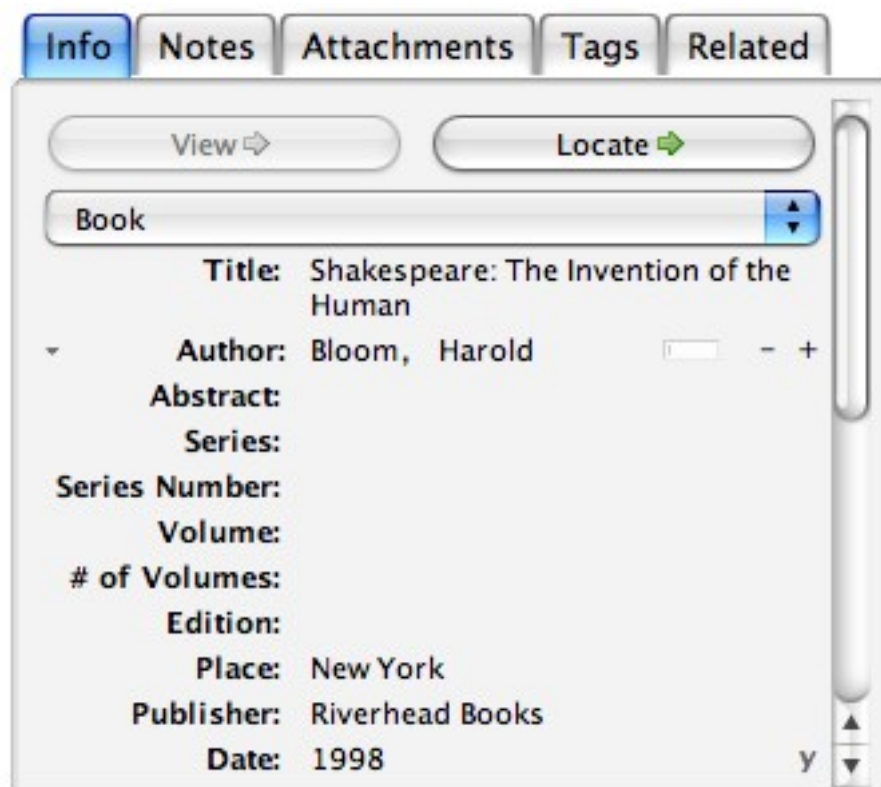 Info Notes Attachments Tags Related
View Locate
Book
Title: Shakespeare: The Invention of the
Human
Author: Bloom, Harold - +
Abstract:
Series:
Series Number:
Volume:
# of Volumes:
Edition:
Place: New York
Publisher: Riverhead Books
Date: 1998 y